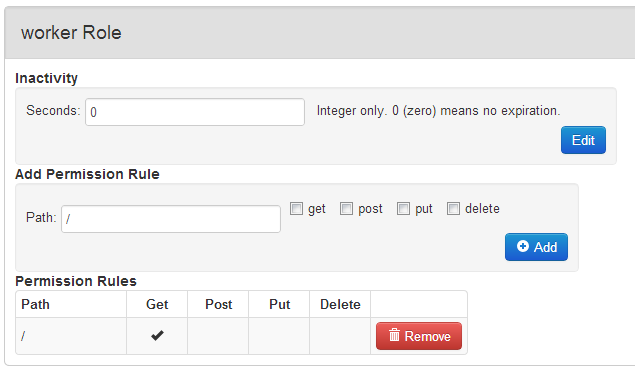 worker Role
Inactivity
Seconds: 0 Integer only. 0 (zero) means no expiration.
Edit
Add Permission Rule
Path: / get post put delete
Add
Permission Rules
Path Get Post Put Delete
/ Remove